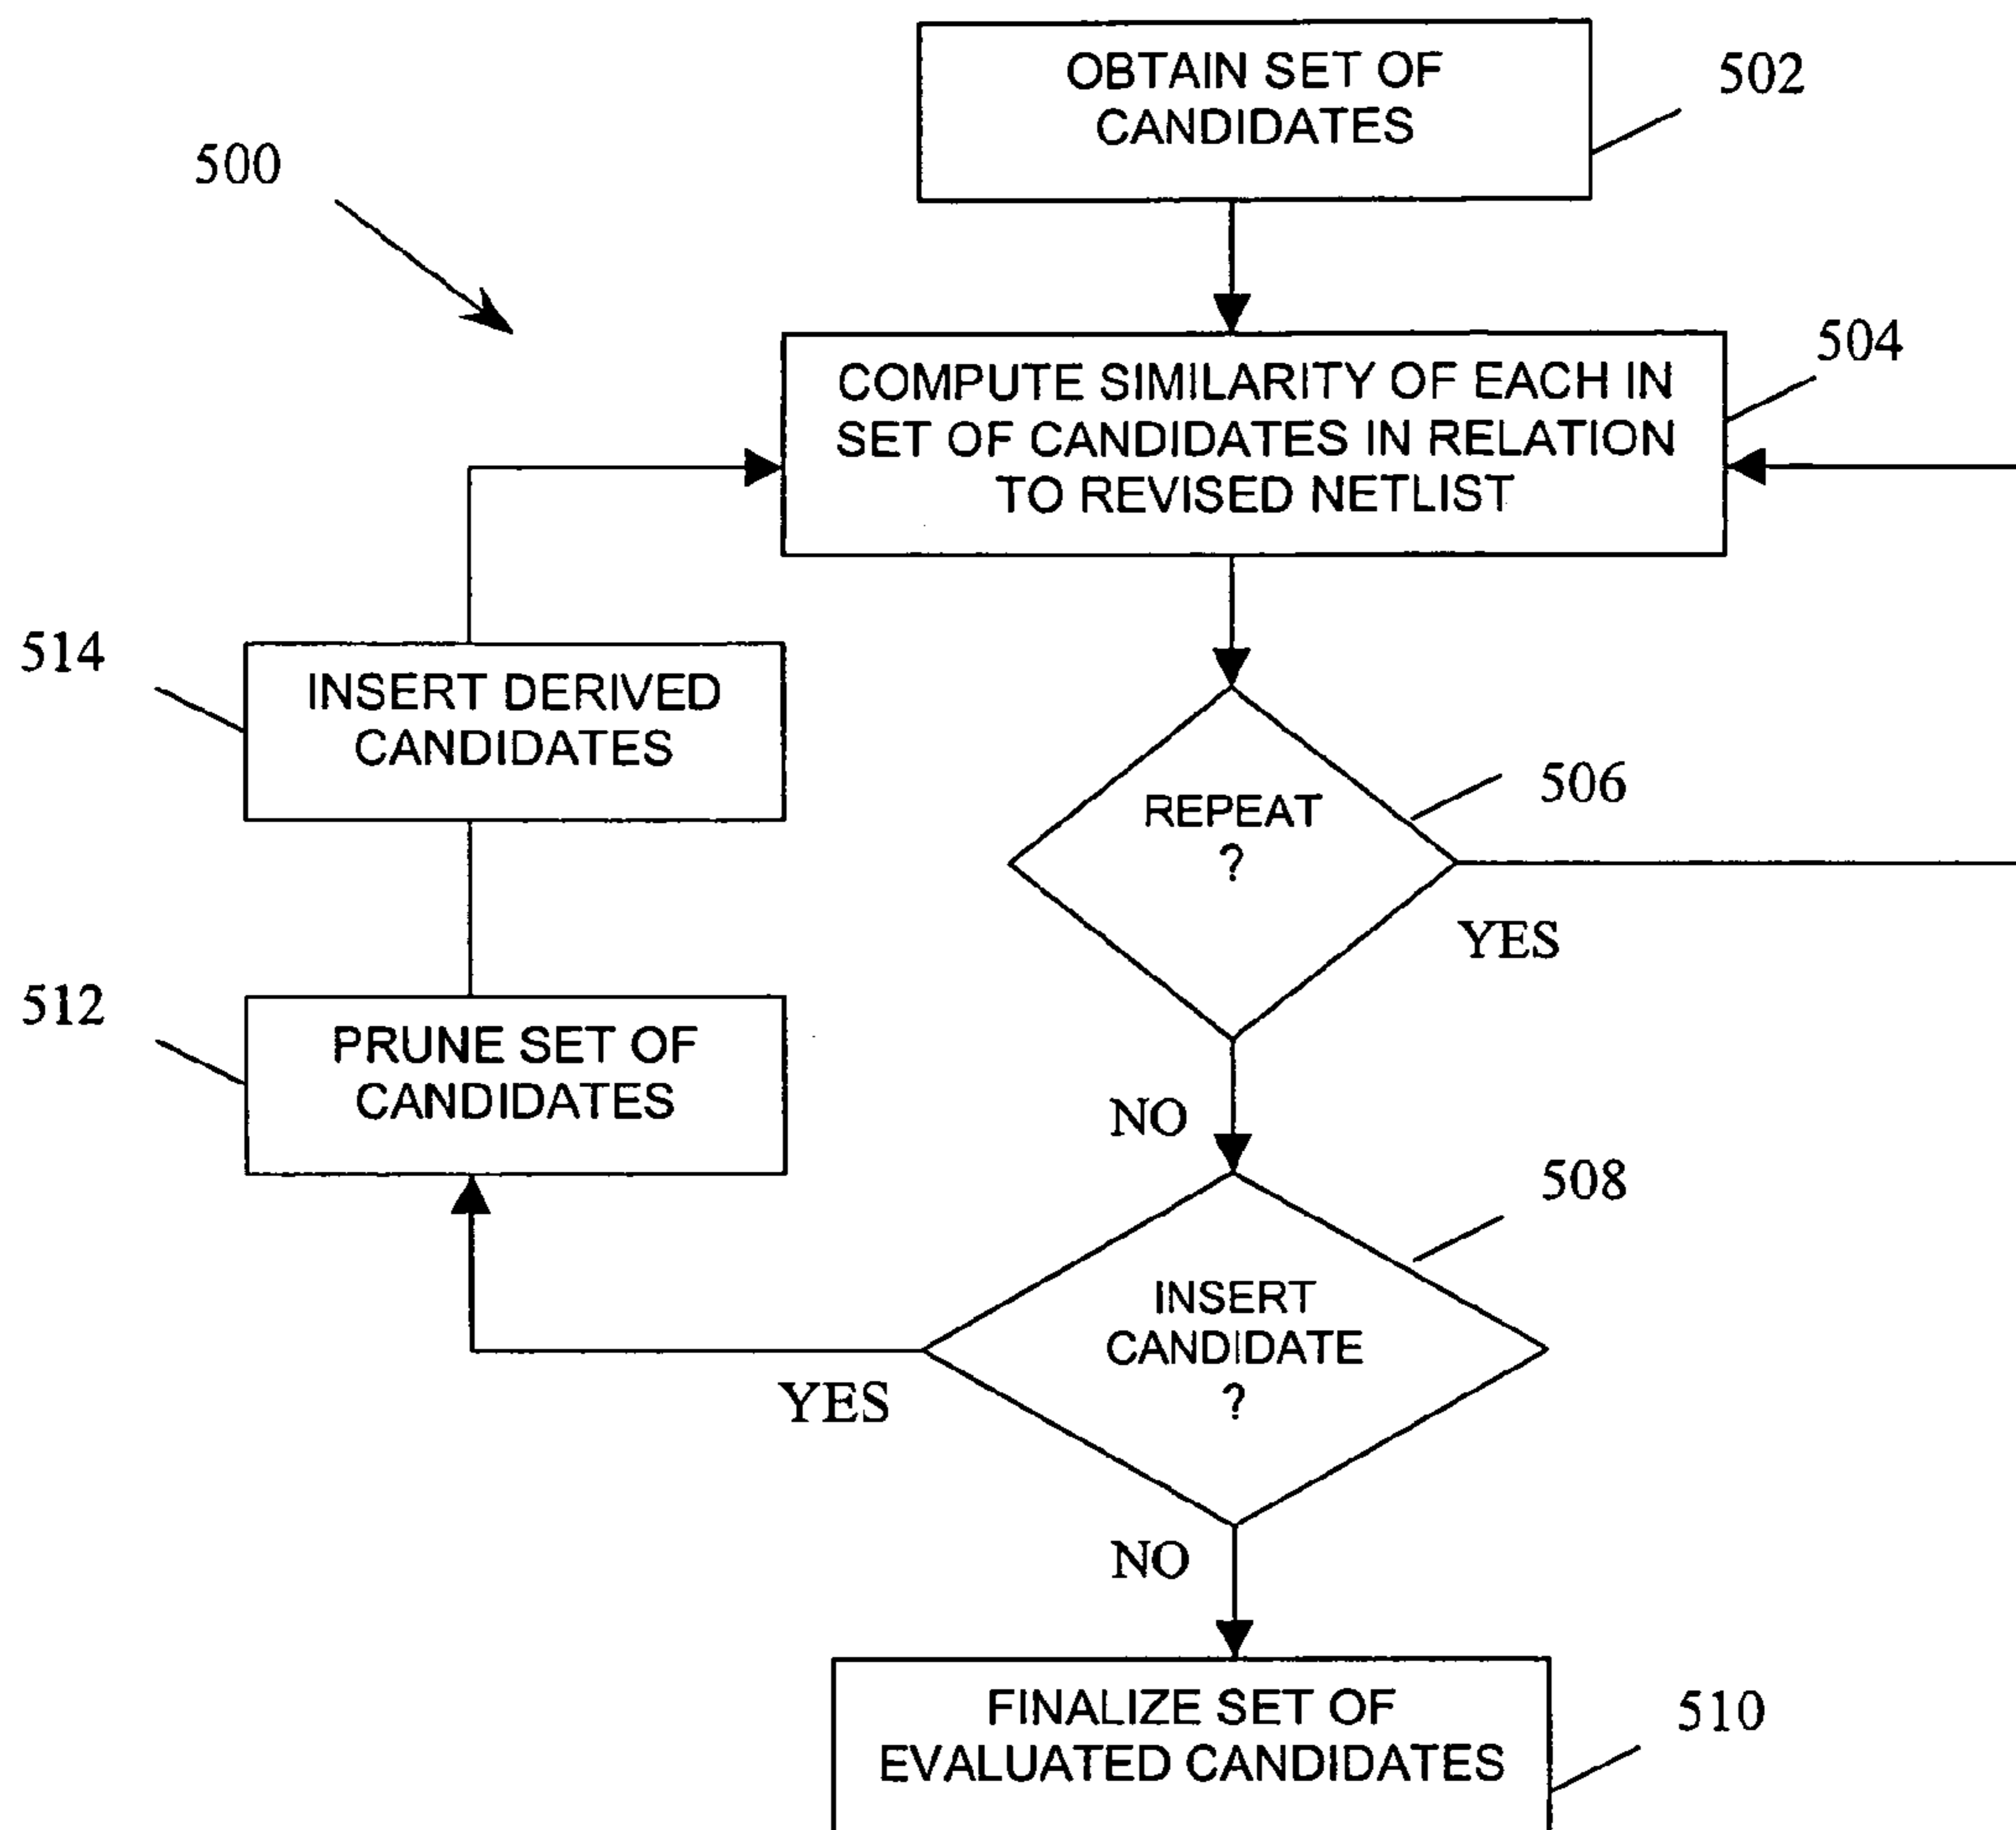 OBTAIN SET OF
CANDIDATES
502
500
COMPUTE SIMILARITY OF EACH IN
SET OF CANDIDATES IN RELATION
TO REVISED NETLIST
504
514
INSERT DERIVED
CANDIDATES
REPEAT
?
506
YES
512
PRUNE SET OF
CANDIDATES
NO
508
INSERT
CANDIDATE
?
YES
NO
FINALIZE SET OF
EVALUATED CANDIDATES
510